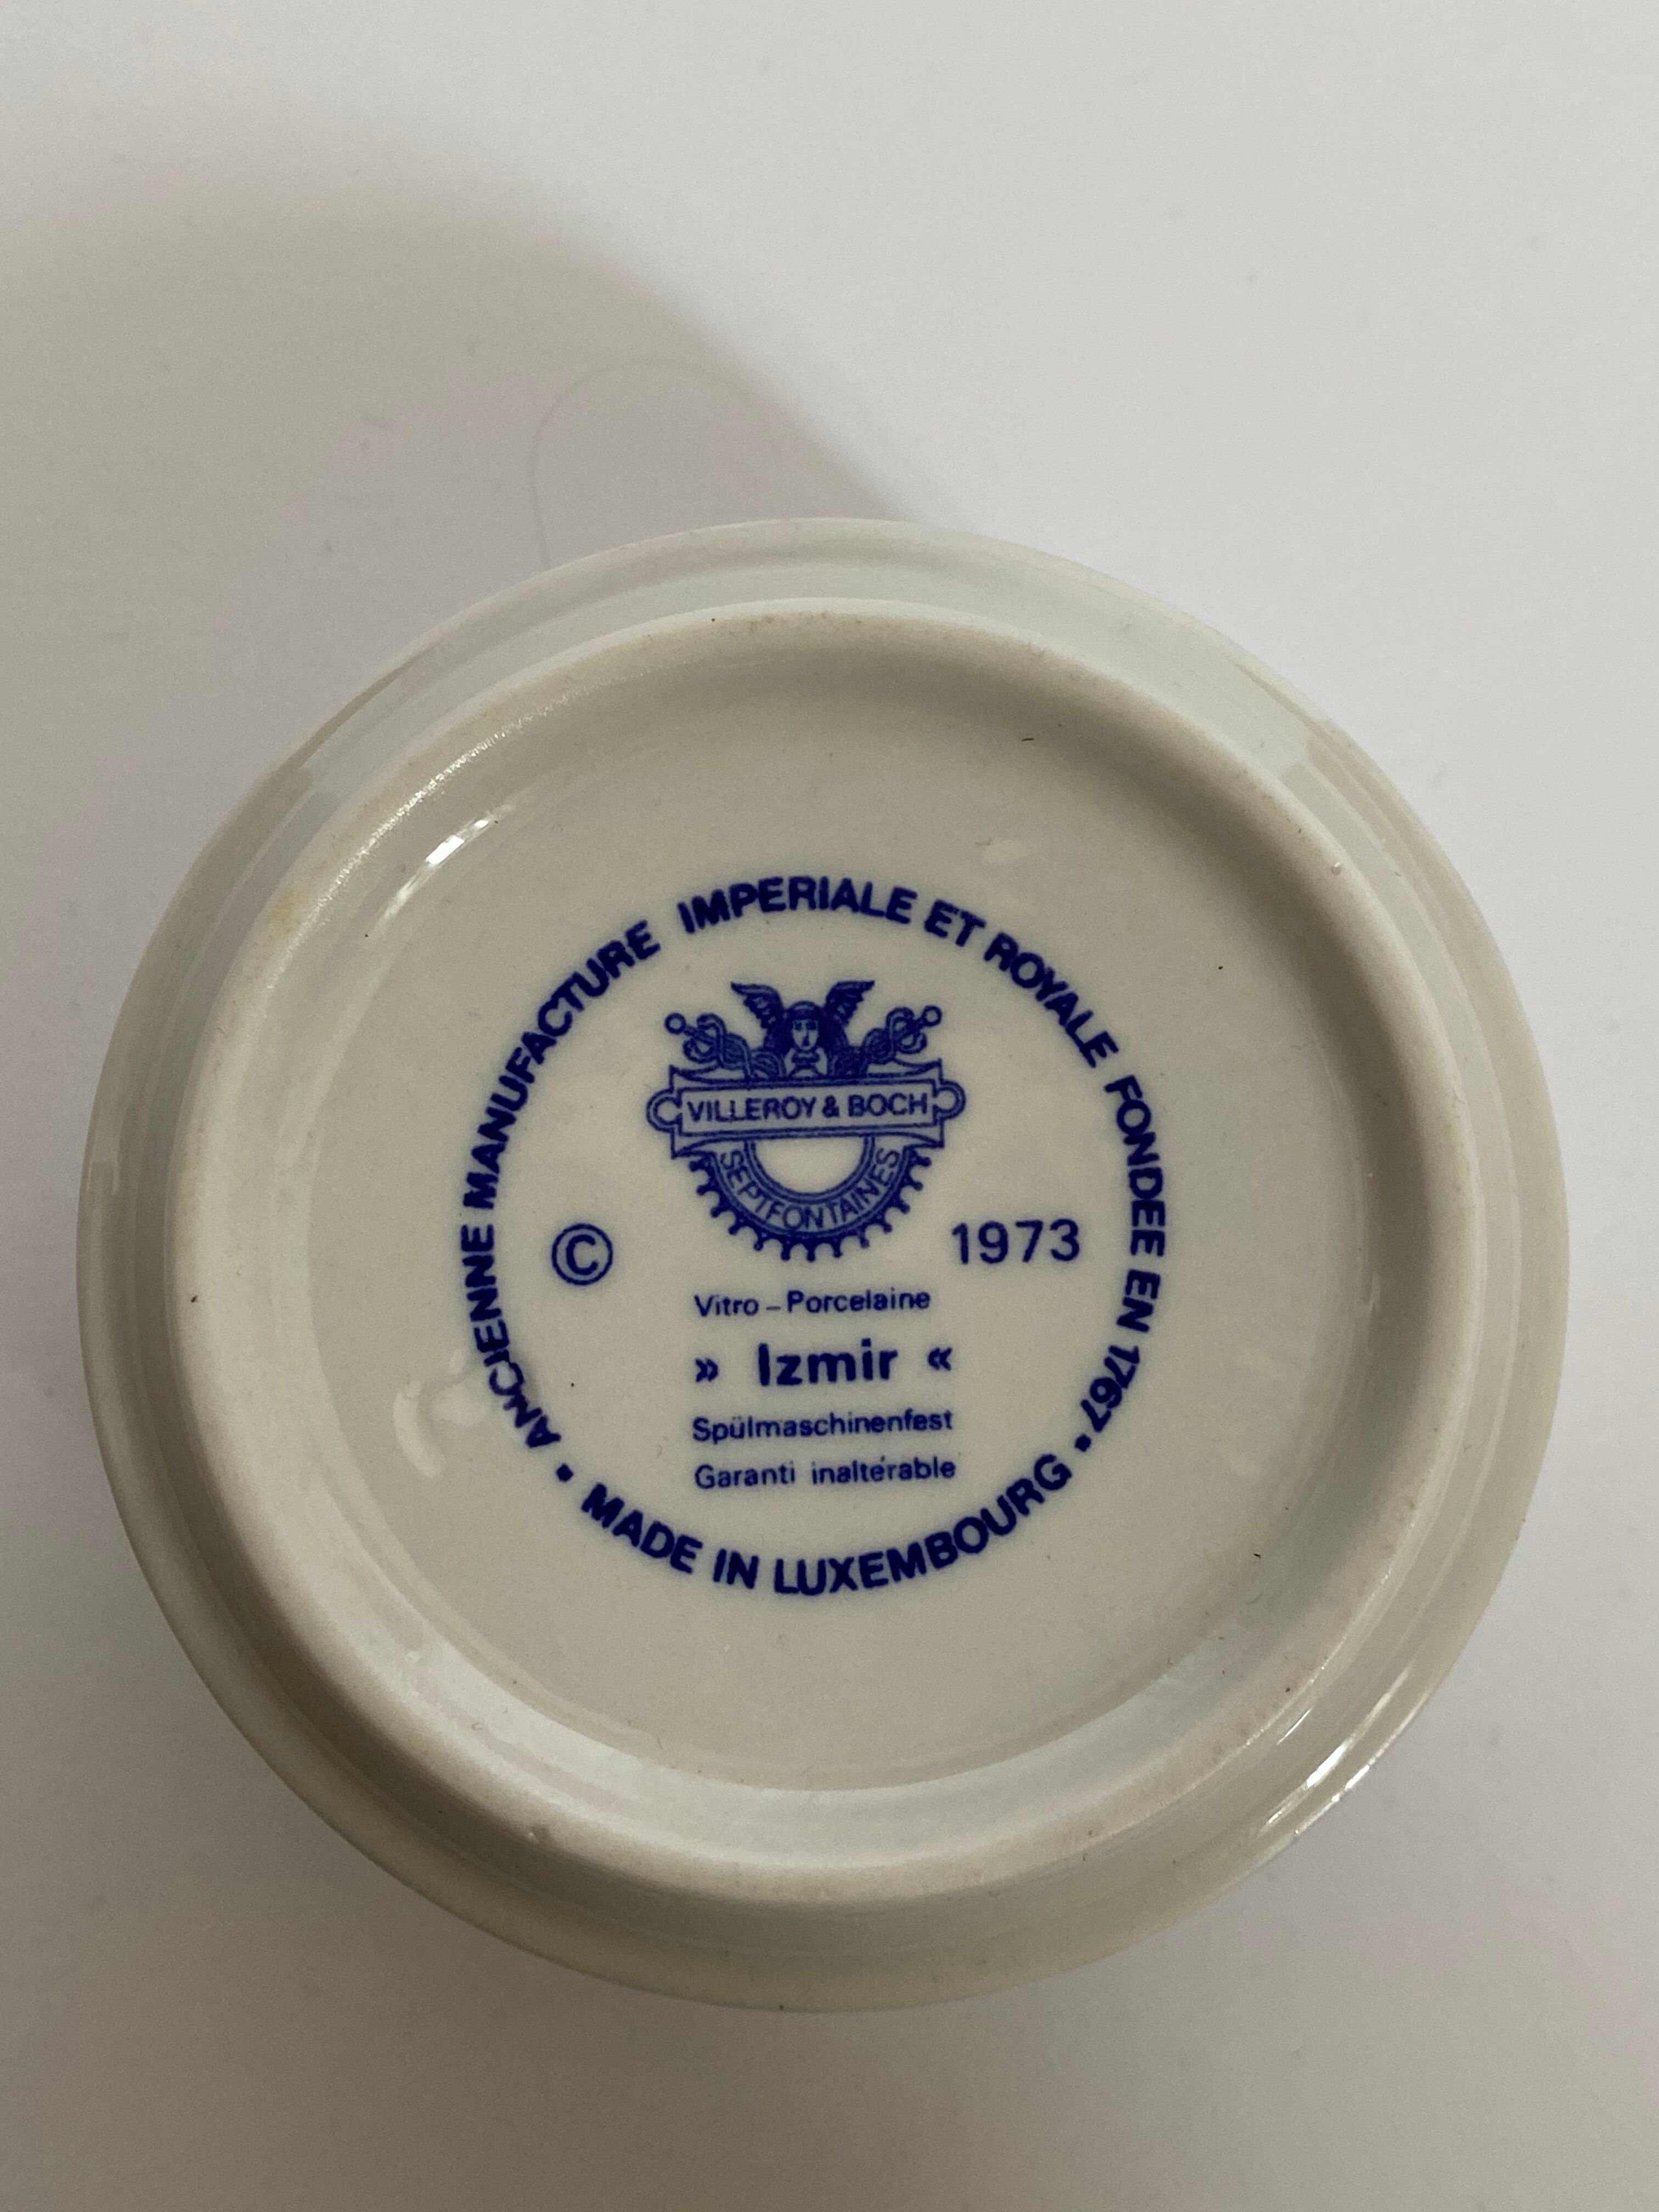 ANCIENNE MANUFACTURE IMPERIALE ET ROYALE FONDEE EN 1767 •
VILLEROY & BOCH
SEPTFONTAINES
© 1973
Vitro – Porcelaine
» Izmir «
Spülmaschinenfest
Garanti inaltérable
• MADE IN LUXEMBOURG